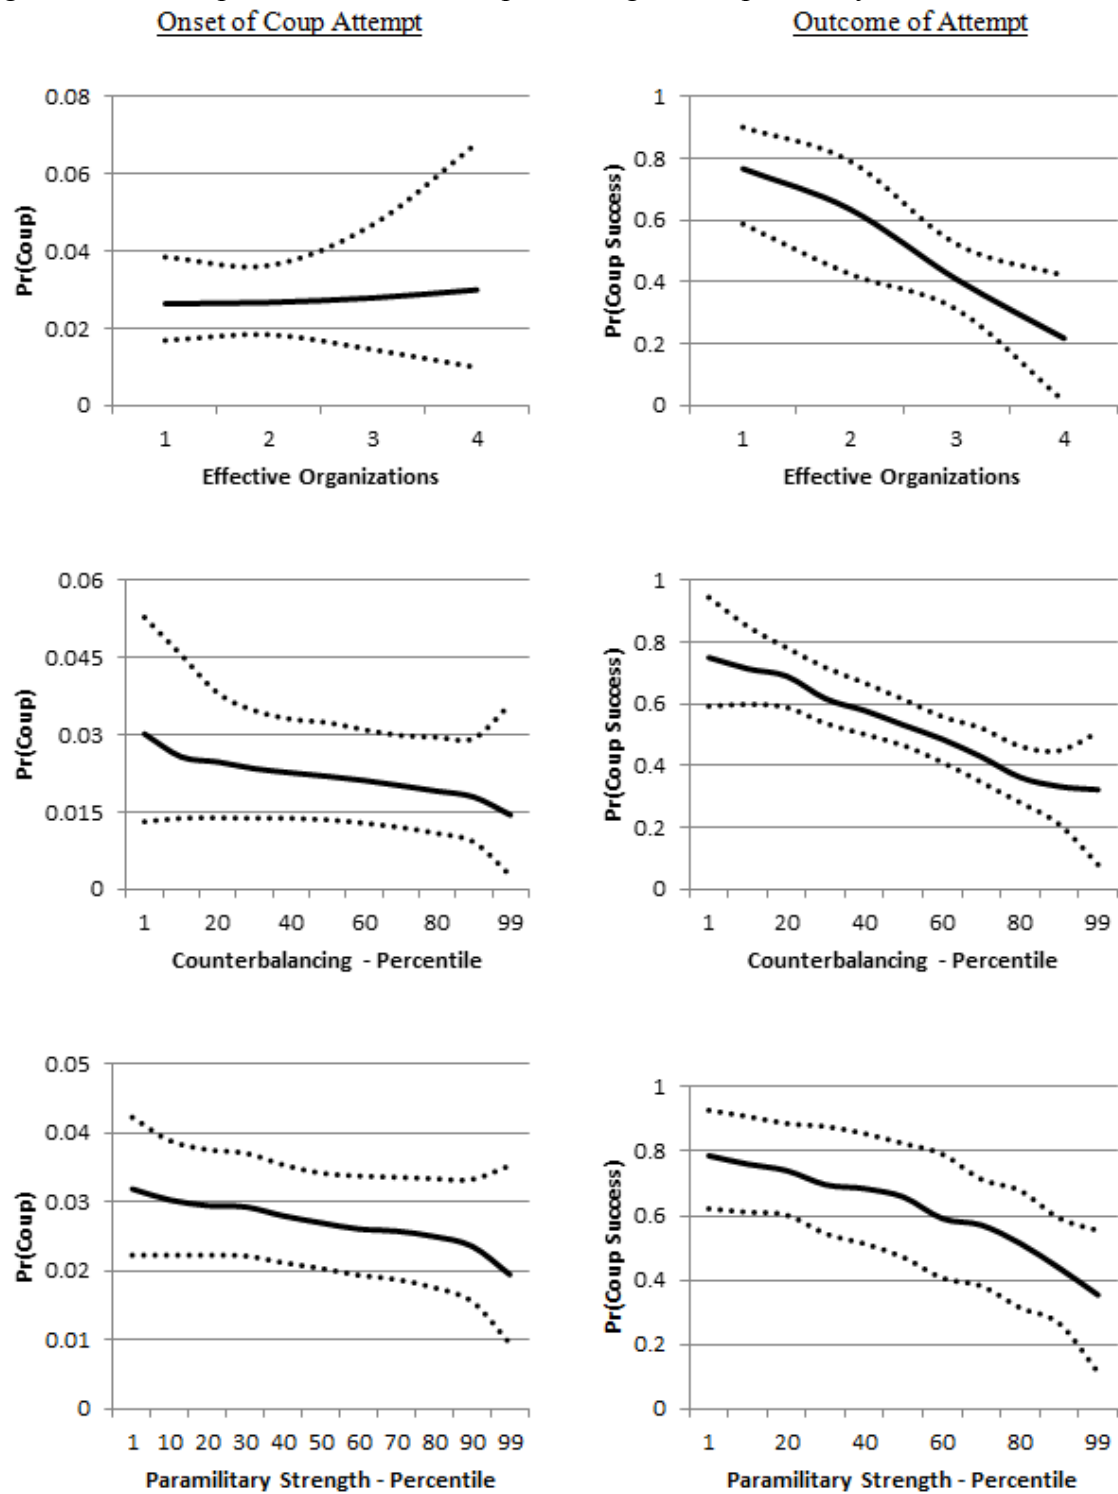 Onset of Coup Attempt
Outcome of Attempt
0.08
0.06
0.04
0.02
0
Pr(Coup)
1 2 3 4
Effective Organizations
1
0.8
0.6
0.4
0.2
0
Pr(Coup Success)
1 2 3 4
Effective Organizations
0.06
0.045
0.03
0.015
0
Pr(Coup)
1 20 40 60 80 99
Counterbalancing - Percentile
1
0.8
0.6
0.4
0.2
0
Pr(Coup Success)
1 20 40 60 80 99
Counterbalancing - Percentile
0.05
0.04
0.03
0.02
0.01
0
Pr(Coup)
1 10 20 30 40 50 60 70 80 90 99
Paramilitary Strength - Percentile
1
0.8
0.6
0.4
0.2
0
Pr(Coup Success)
1 20 40 60 80 99
Paramilitary Strength - Percentile